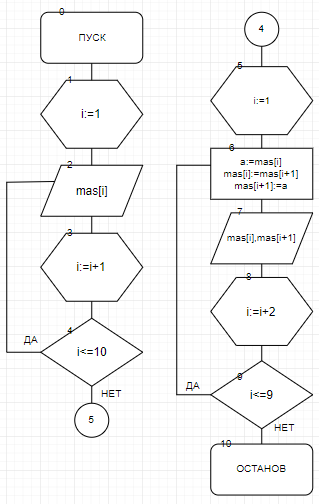 0
ПУСК
1
i:=1
2
mas[i]
3
i:=i+1
4
i<=10
ДА
НЕТ
5
4
5
i:=1
6
a:=mas[i]
mas[i]:=mas[i+1]
mas[i+1]:=a
7
mas[i],mas[i+1]
8
i:=i+2
9
i<=9
ДА
НЕТ
10
ОСТАНОВ